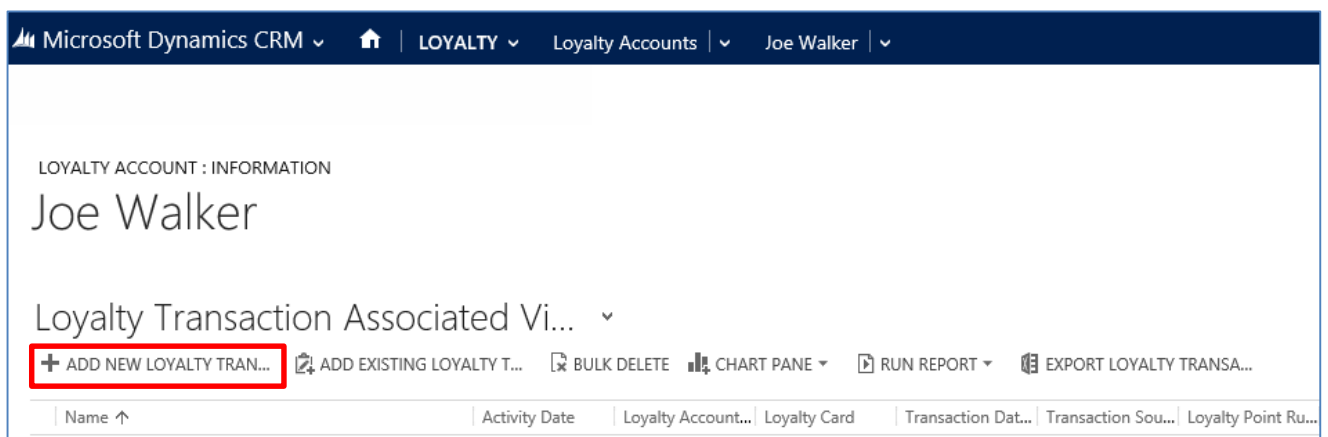 Microsoft Dynamics CRM LOYALTY Loyalty Accounts Joe Walker
LOYALTY ACCOUNT : INFORMATION
Joe Walker
Loyalty Transaction Associated Vi...
ADD NEW LOYALTY TRAN... ADD EXISTING LOYALTY T... BULK DELETE CHART PANE RUN REPORT EXPORT LOYALTY TRANSA...
Name Activity Date Loyalty Account... Loyalty Card Transaction Dat... Transaction Sou... Loyalty Point Ru...